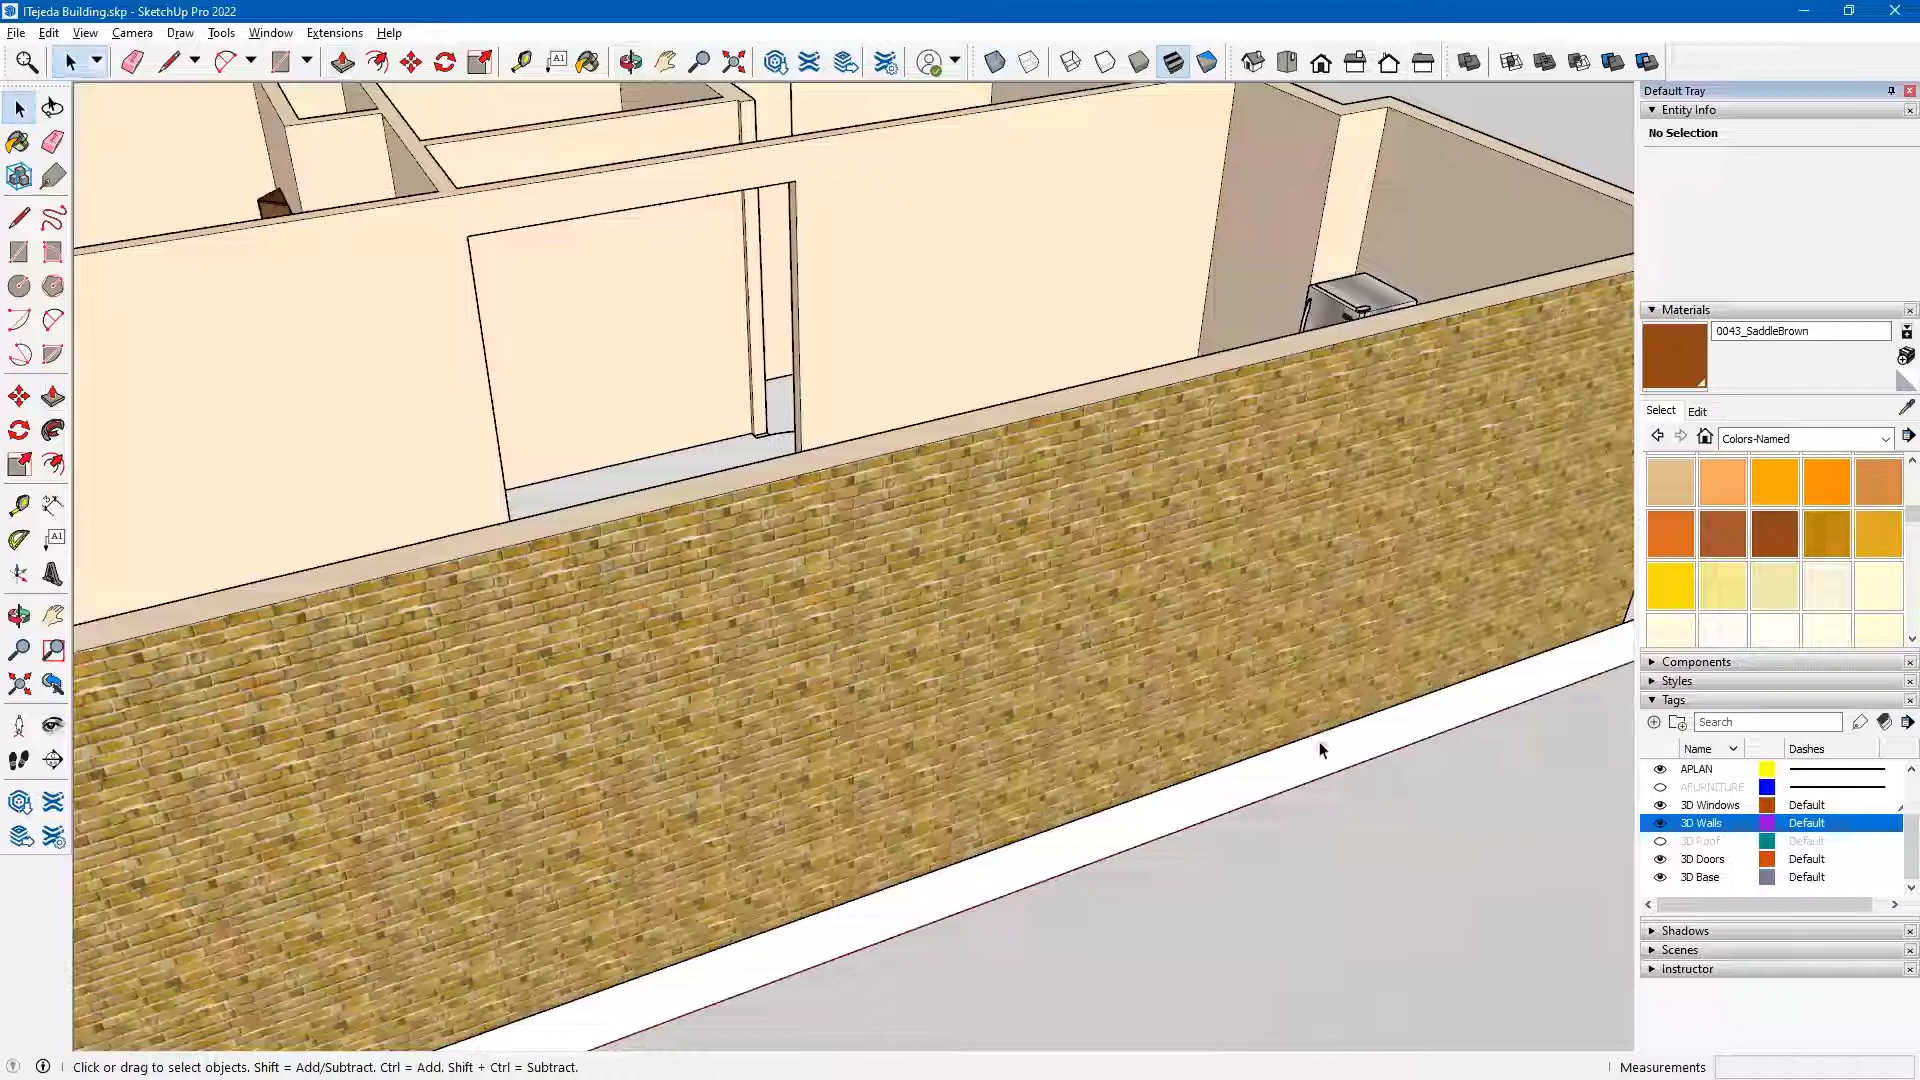 ITejeda Building.skp - SketchUp Pro 2022
File Edit View Camera Draw Tools Window Extensions Help
A1
Default Tray
Entity Info
No Selection
Materials
0043_SaddleBrown
Select Edit
Colors-Named
A1
Components
Styles
Tags
Search
Name Dashes
APLAN
AFURNITURE
3D Windows Default
3D Walls Default
3D Roof Default
3D Doors Default
3D Base Default
Shadows
Scenes
Instructor
Click or drag to select objects. Shift = Add/Subtract. Ctrl = Add. Shift + Ctrl = Subtract.
Measurements